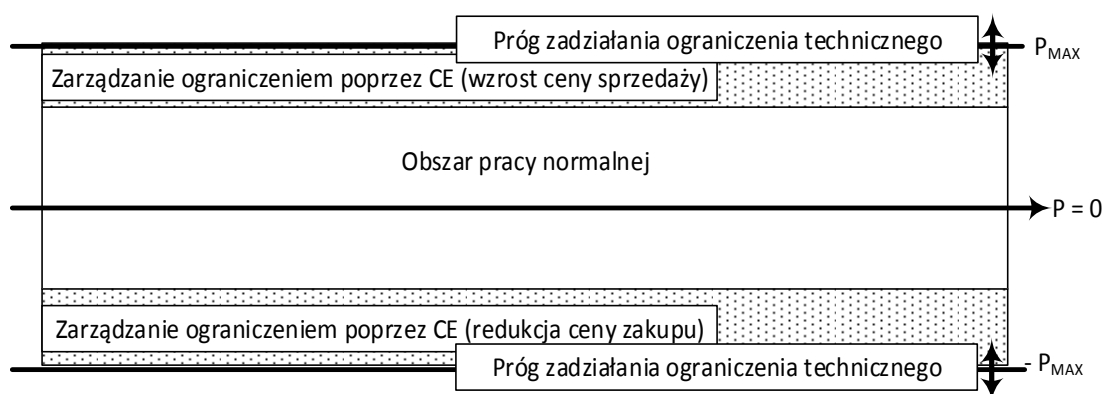 Próg zadziałania ograniczenia technicznego
P_MAX
Zarządzanie ograniczeniem poprzez CE (wzrost ceny sprzedaży)
Obszar pracy normalnej
P = 0
Zarządzanie ograniczeniem poprzez CE (redukcja ceny zakupu)
Próg zadziałania ograniczenia technicznego
- P_MAX